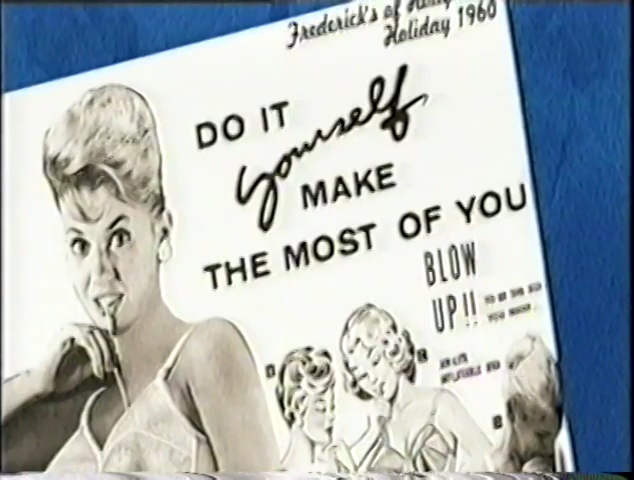 Frederick's of
Holiday 1960
DO IT
yourself
MAKE
THE MOST OF YOU
BLOW
UP!!